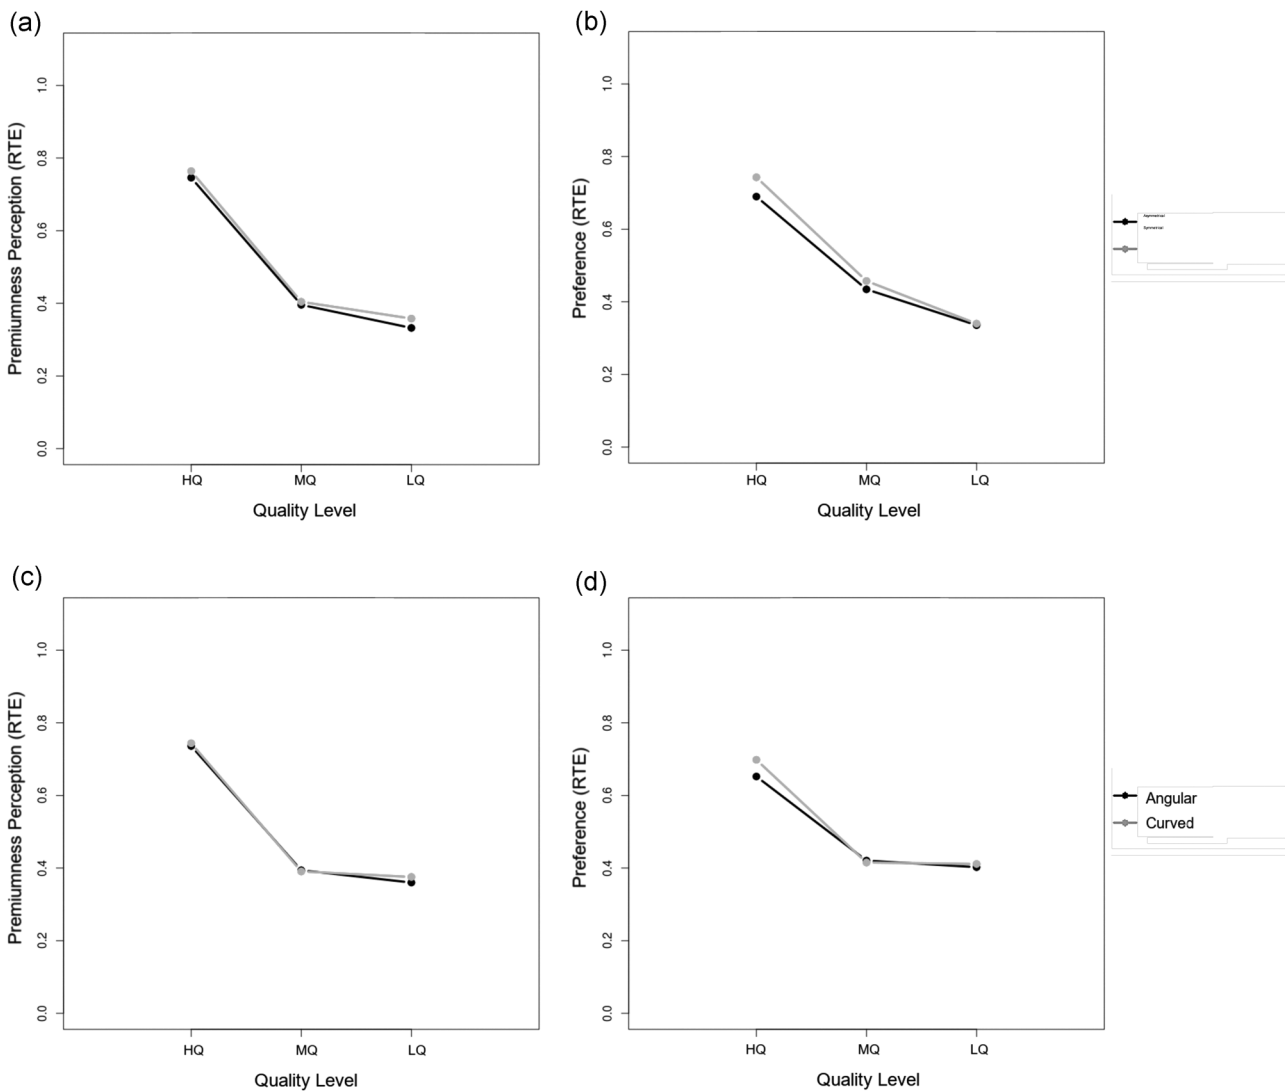 (a)
1.0
0.8
0.6
0.4
0.2
0.0
Premiumness Perception (RTE)
HQ MQ LQ
Quality Level
(b)
1.0
0.8
0.6
0.4
0.2
0.0
Preference (RTE)
HQ MQ LQ
Quality Level
Asymmetrical
Symmetrical
(c)
1.0
0.8
0.6
0.4
0.2
0.0
Premiumness Perception (RTE)
HQ MQ LQ
Quality Level
(d)
1.0
0.8
0.6
0.4
0.2
0.0
Preference (RTE)
HQ MQ LQ
Quality Level
Angular
Curved